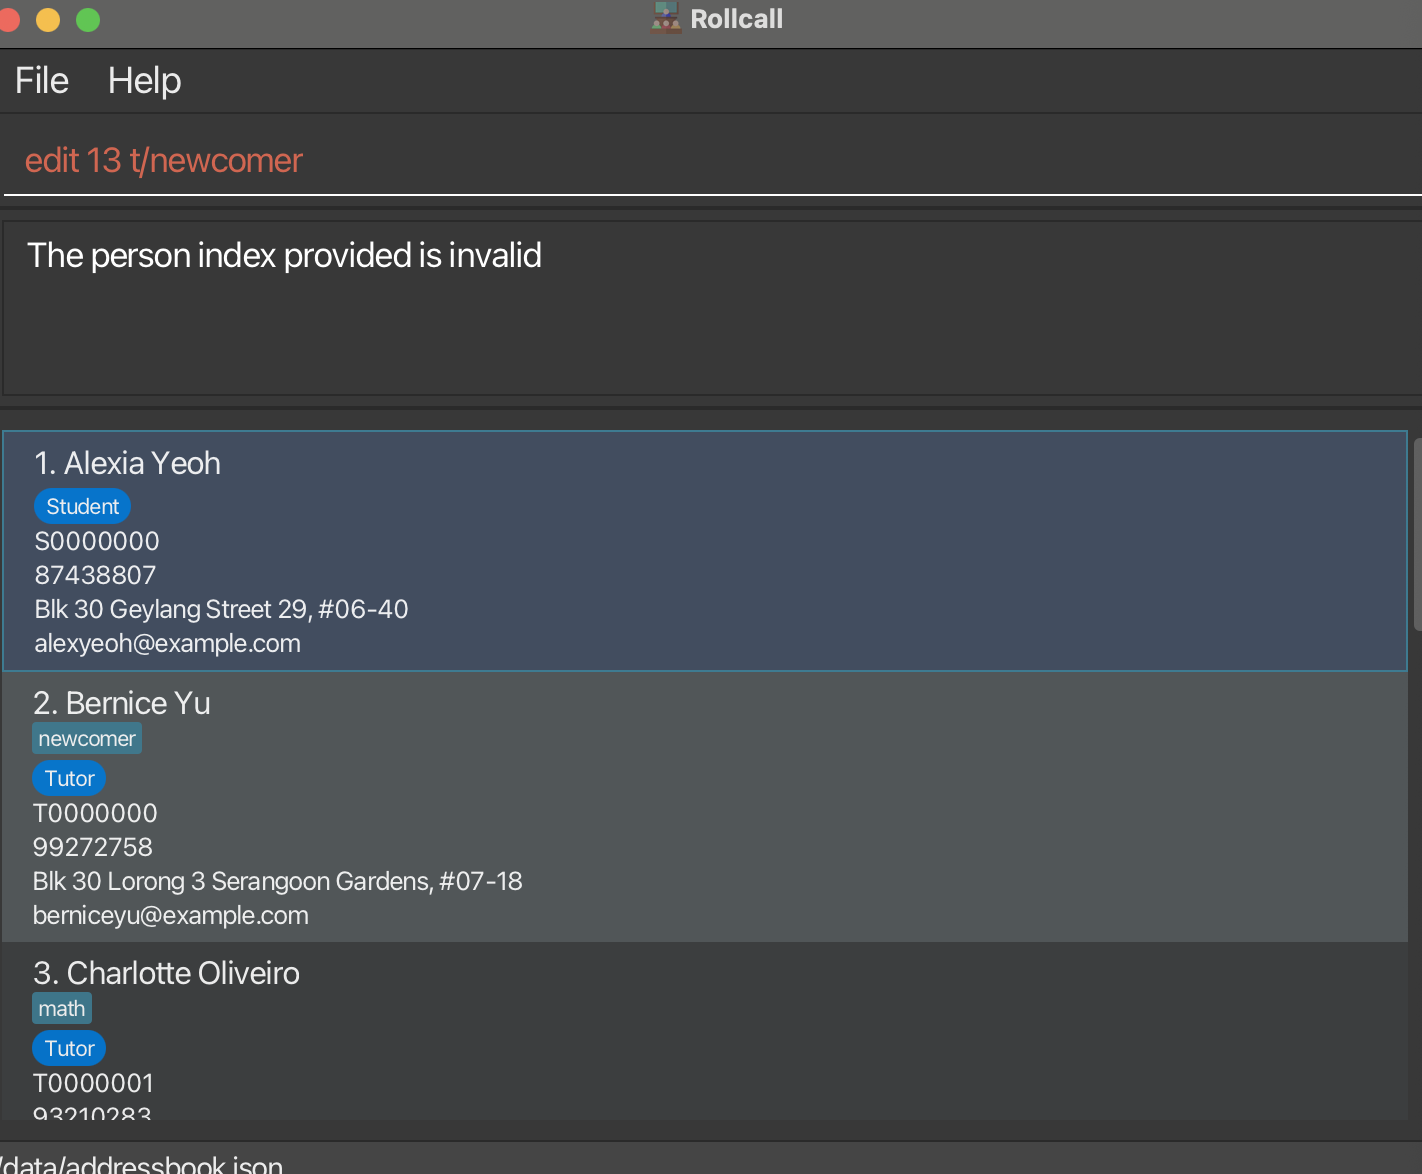 Rollcall
File Help
edit 13 t/newcomer
The person index provided is invalid
1. Alexia Yeoh
Student
S0000000
87438807
Blk 30 Geylang Street 29, #06-40
alexyeoh@example.com
2. Bernice Yu
newcomer
Tutor
T0000000
99272758
Blk 30 Lorong 3 Serangoon Gardens, #07-18
berniceyu@example.com
3. Charlotte Oliveiro
math
Tutor
T0000001
93210283
/data/addressbook.json